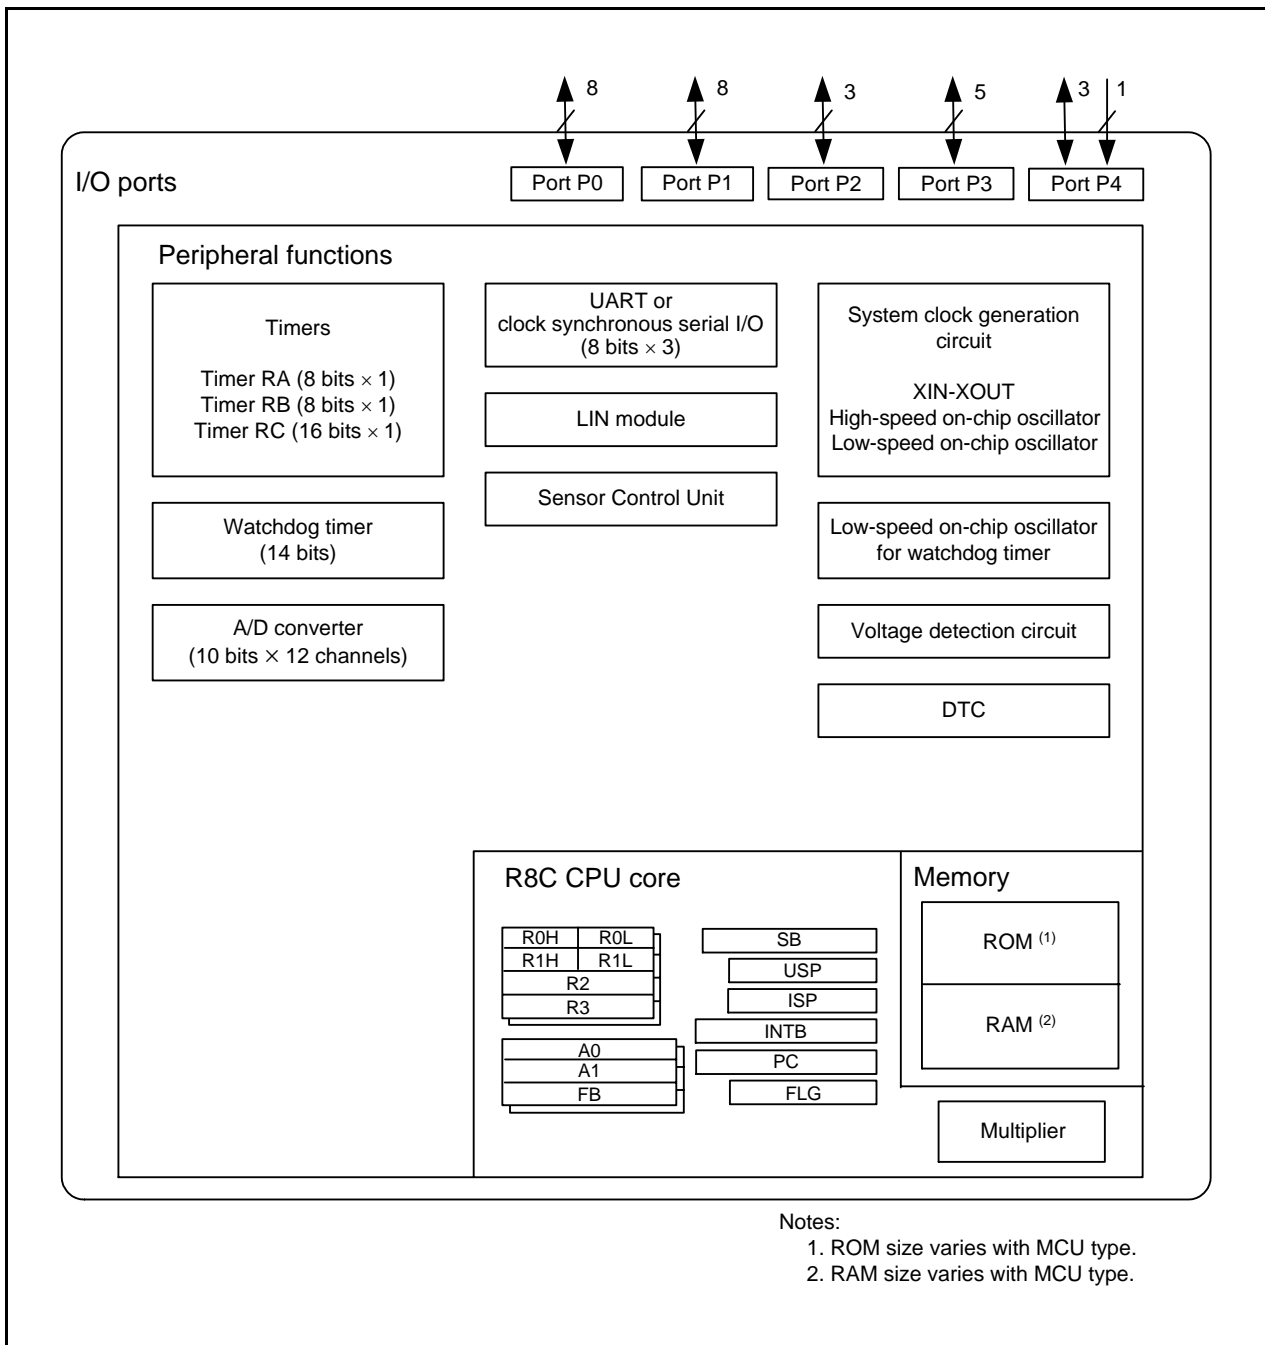 8 8 3 5 3 1
I/O ports
Port P0 Port P1 Port P2 Port P3 Port P4
Peripheral functions
Timers
Timer RA (8 bits × 1)
Timer RB (8 bits × 1)
Timer RC (16 bits × 1)
Watchdog timer
(14 bits)
A/D converter
(10 bits × 12 channels)
UART or
clock synchronous serial I/O
(8 bits × 3)
LIN module
Sensor Control Unit
System clock generation
circuit
XIN-XOUT
High-speed on-chip oscillator
Low-speed on-chip oscillator
Low-speed on-chip oscillator
for watchdog timer
Voltage detection circuit
DTC
R8C CPU core
R0H R0L
R1H R1L
R2
R3
A0
A1
FB
SB
USP
ISP
INTB
PC
FLG
Memory
ROM (1)
RAM (2)
Multiplier
Notes:
1. ROM size varies with MCU type.
2. RAM size varies with MCU type.